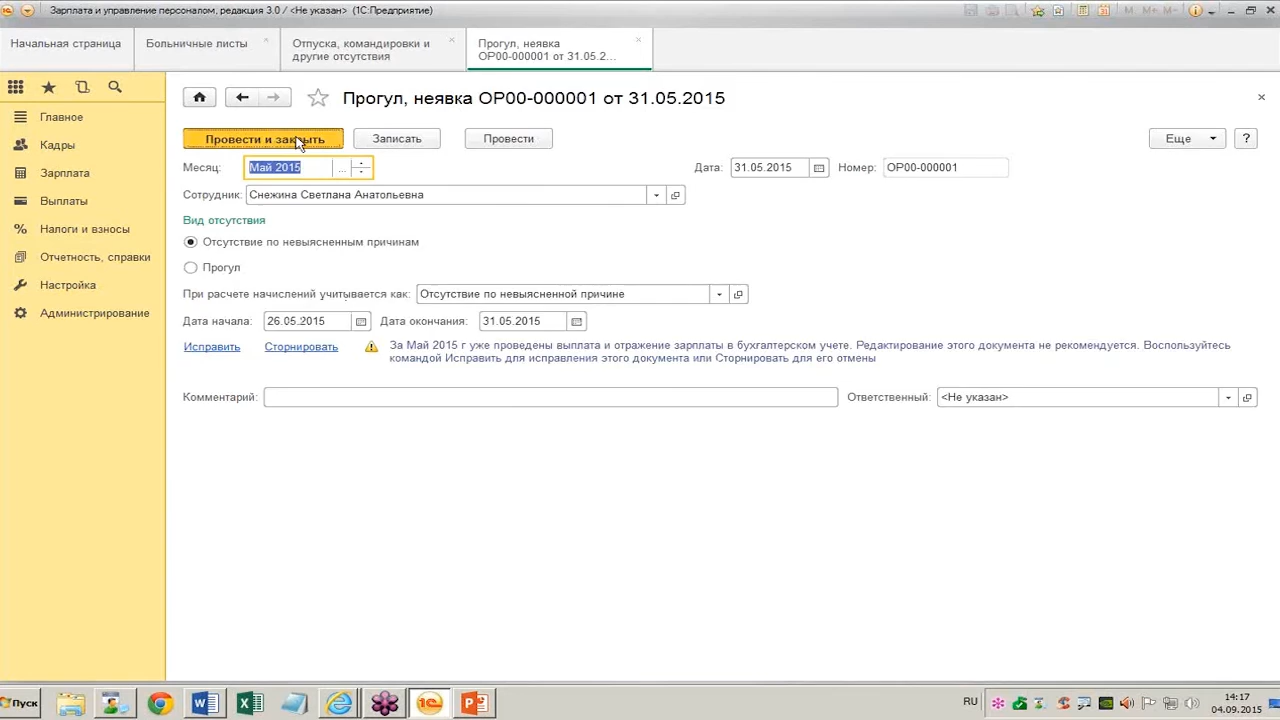 Зарплата и управление персоналом, редакция 3.0 / <Не указан> (1С:Предприятие)
M M+ M-
Начальная страница
Больничные листы
Отпуска, командировки и
другие отсутствия
Прогул, неявка
ОР00-000001 от 31.05.2...
Прогул, неявка ОР00-000001 от 31.05.2015
Главное
Кадры
Зарплата
Выплаты
Налоги и взносы
Отчетность, справки
Настройка
Администрирование
Провести и закрыть
Записать
Провести
Еще
?
Месяц: Май 2015 ...
Дата: 31.05.2015
Номер: ОР00-000001
Сотрудник: Снежина Светлана Анатольевна
Вид отсутствия
Отсутствие по невыясненным причинам
Прогул
При расчете начислений учитывается как: Отсутствие по невыясненной причине
Дата начала: 26.05.2015 Дата окончания: 31.05.2015
Исправить Сторнировать
За Май 2015 г уже проведены выплата и отражение зарплаты в бухгалтерском учете. Редактирование этого документа не рекомендуется. Воспользуйтесь
командой Исправить для исправления этого документа или Сторнировать для его отмены
Комментарий:
Ответственный: <Не указан>
Пуск
RU
14:17
04.09.2015